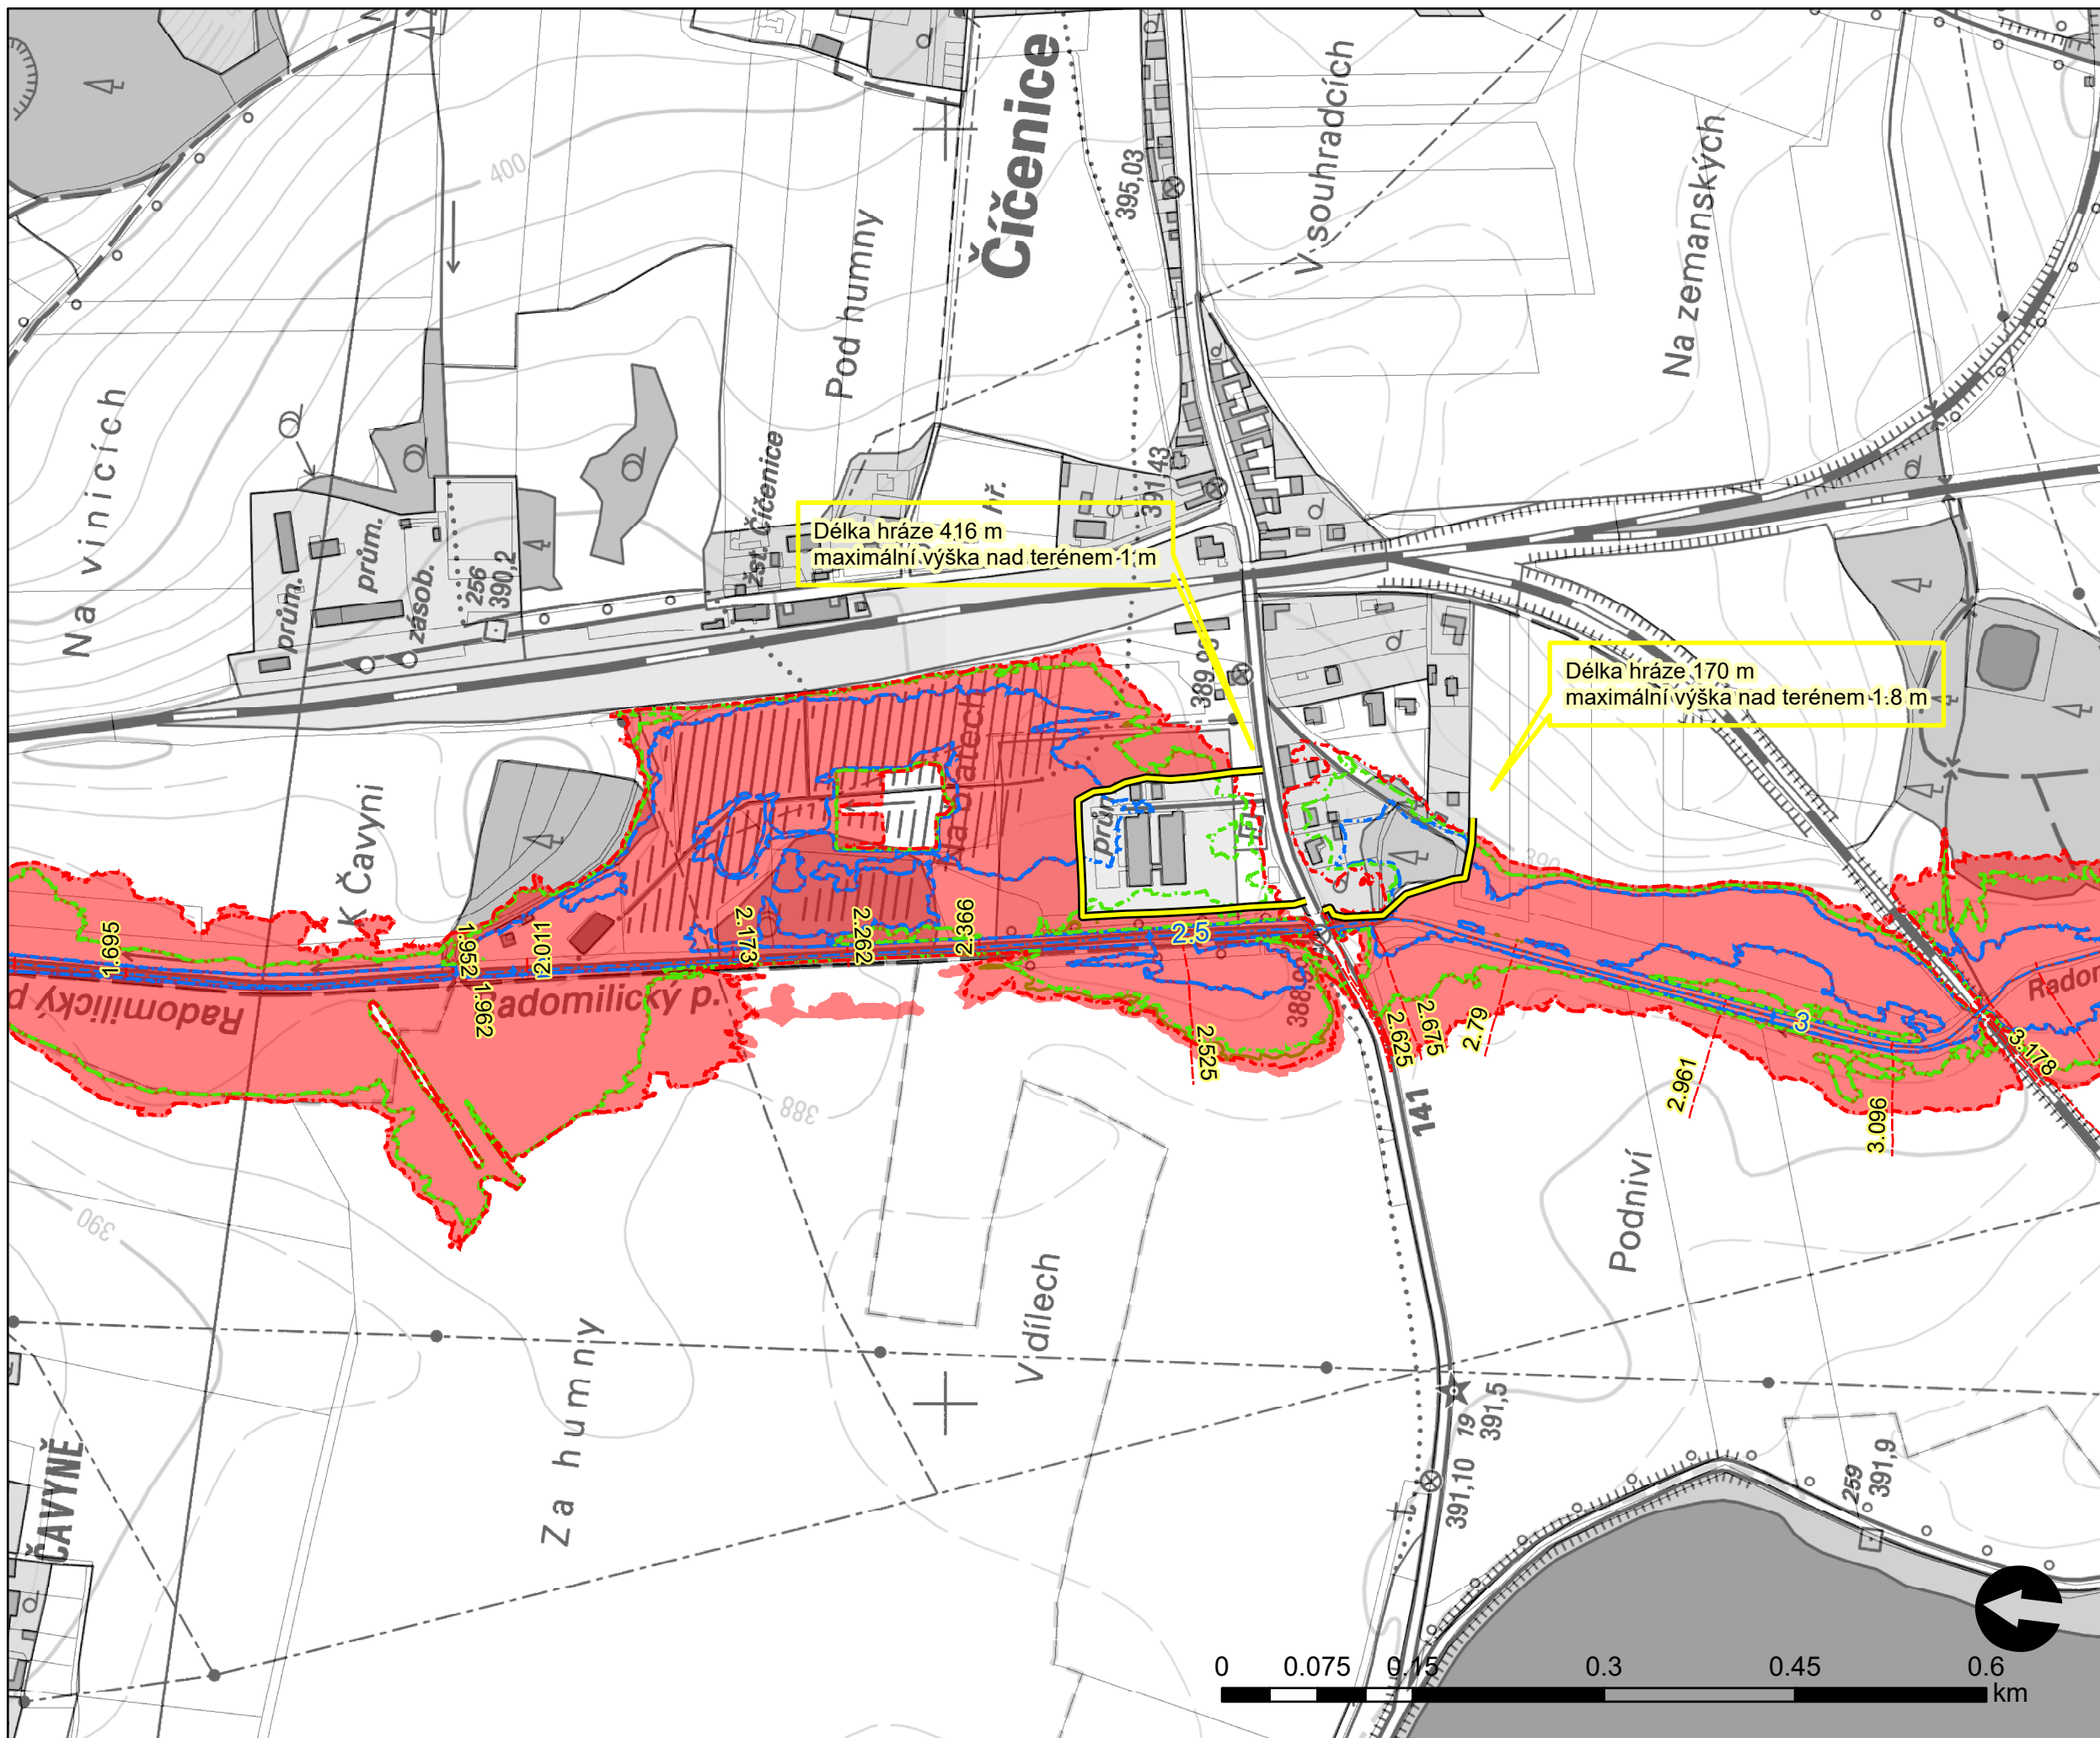 Číčenice
400
395,03
V souhradcích
Na zemanských
Pod humny
Na vinicích
žst. Číčenice
hř.
391,43
Délka hráze 416 m
maximální výška nad terénem 1 m
prům.
prům.
zásob.
256
390,2
Délka hráze 170 m
maximální výška nad terénem 1.8 m
K Čavyni
prům.
390
1.695
1.952
1.962
2.011
2.173
2.262
2.366
2.5
2.525
2.625
2.675
2.79
2.961
3
3.096
3.178
Radomilický p.
Radomilický p
Radom
388
390
141
Podniví
Za humny
V dílech
ČAVYNĚ
19
391,5
391,10
259
391,9
0 0.075 0.15 0.3 0.45 0.6
km